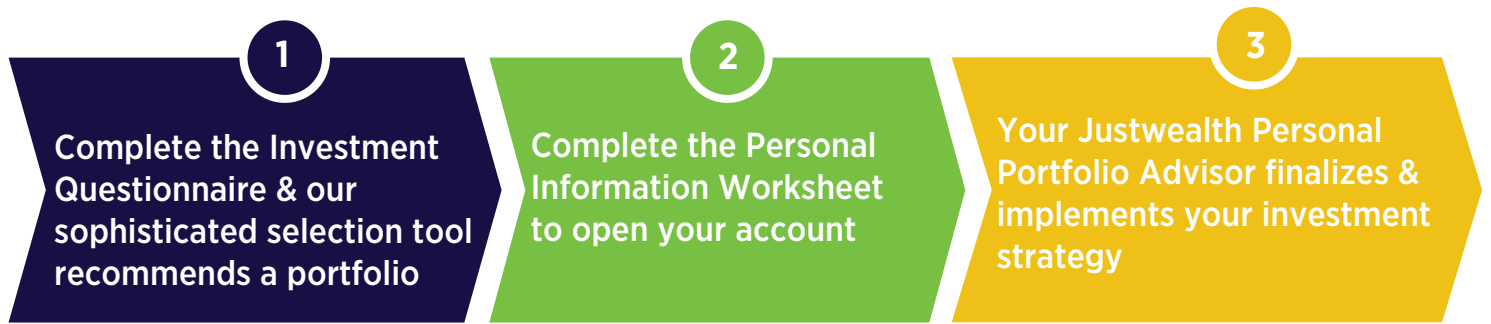 1
Complete the Investment
Questionnaire & our
sophisticated selection tool
recommends a portfolio
2
Complete the Personal
Information Worksheet
to open your account
3
Your Justwealth Personal
Portfolio Advisor finalizes &
implements your investment
strategy